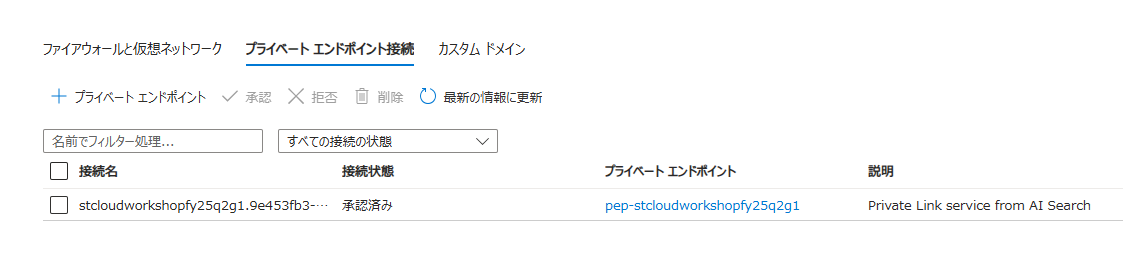 ファイアウォールと仮想ネットワーク プライベート エンドポイント接続 カスタム ドメイン
プライベート エンドポイント 承認 拒否 削除 最新の情報に更新
名前でフィルター処理... すべての接続の状態
接続名 接続状態 プライベート エンドポイント 説明
stcloudworkshopfy25q2g1.9e453fb3-… 承認済み pep-stcloudworkshopfy25q2g1 Private Link service from AI Search